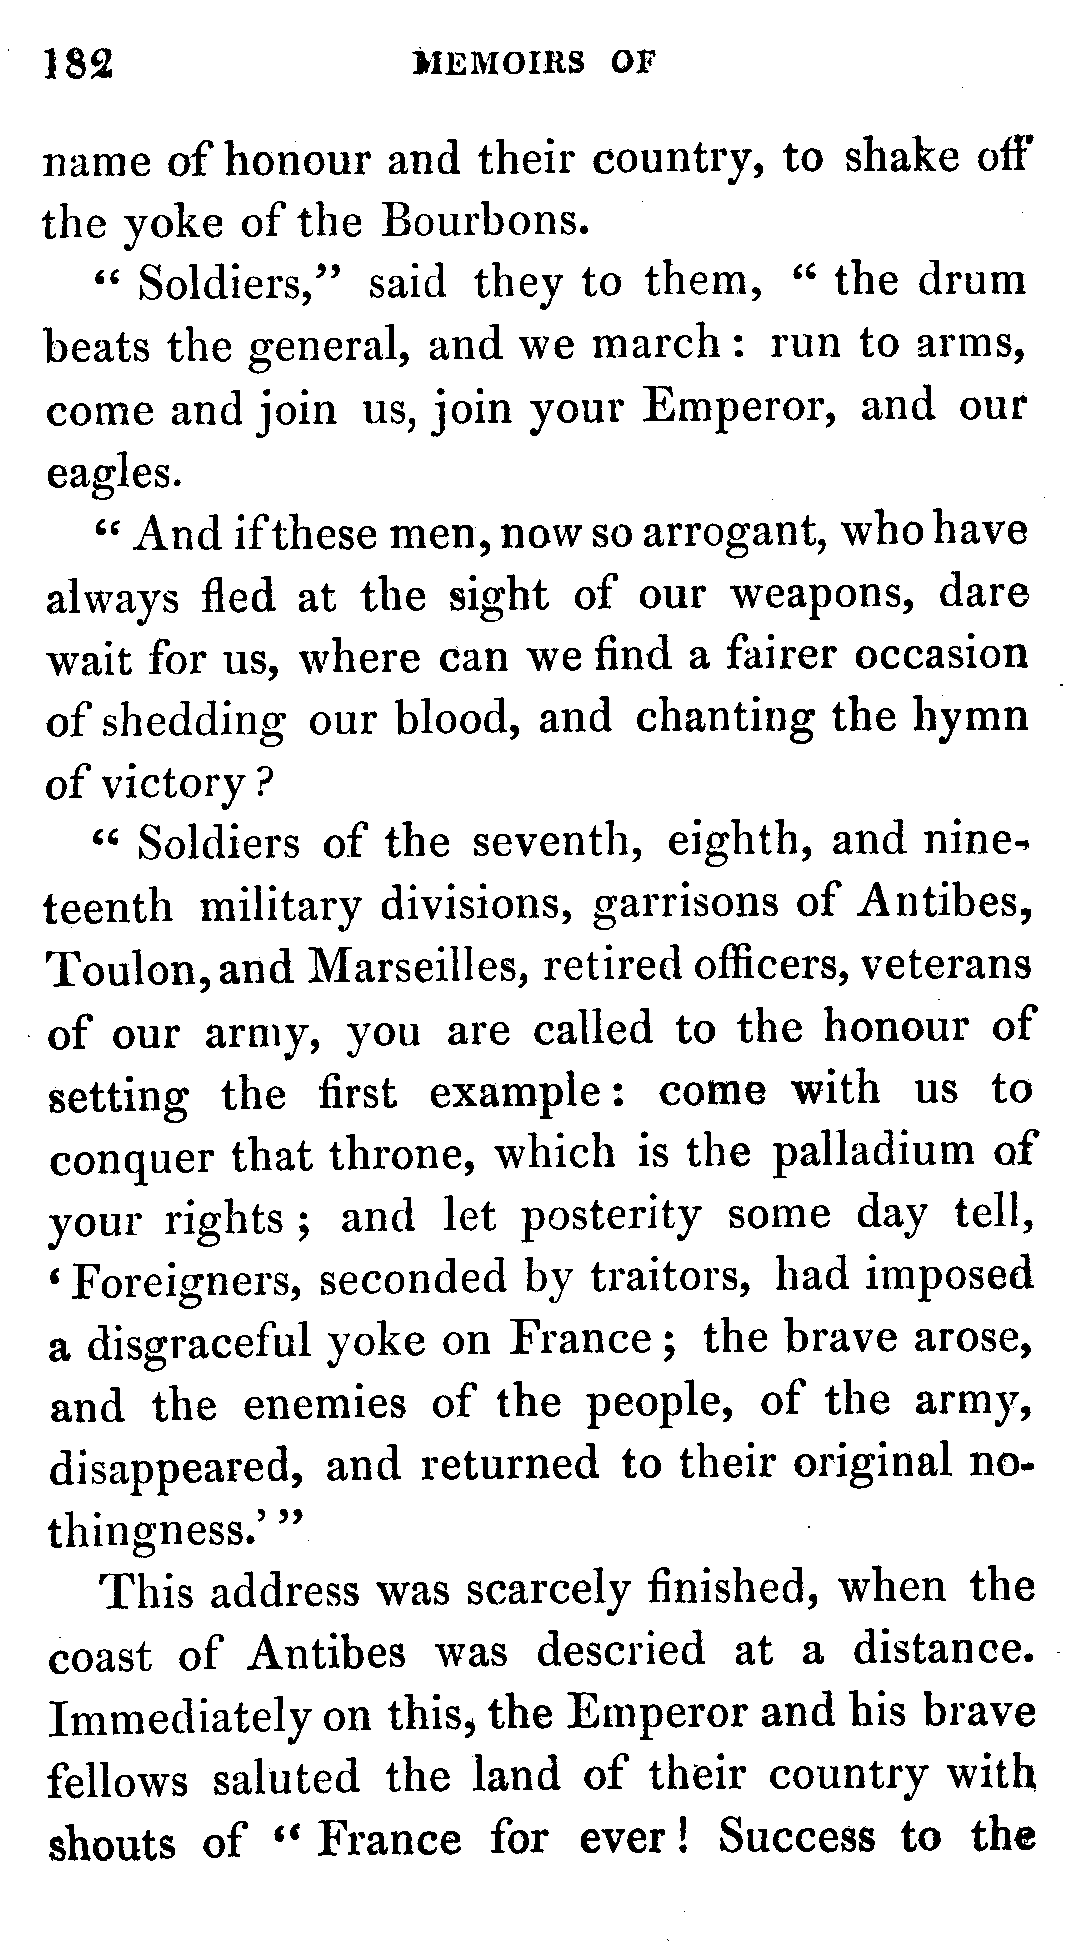 182 MEMOIRS OF
name of honour and their country, to shake off
the yoke of the Bourbons.
“ Soldiers,” said they to them, “ the drum
beats the general, and we march : run to arms,
come and join us, join your Emperor, and our
eagles.
“ And if these men, now so arrogant, who have
always fled at the sight of our weapons, dare
wait for us, where can we find a fairer occasion
of shedding our blood, and chanting the hymn
of victory ?
“ Soldiers of the seventh, eighth, and nine-
teenth military divisions, garrisons of Antibes,
Toulon, and Marseilles, retired officers, veterans
of our army, you are called to the honour of
setting the first example : come with us to
conquer that throne, which is the palladium of
your rights ; and let posterity some day tell,
‘ Foreigners, seconded by traitors, had imposed
a disgraceful yoke on France ; the brave arose,
and the enemies of the people, of the army,
disappeared, and returned to their original no-
thingness.’ ”
This address was scarcely finished, when the
coast of Antibes was descried at a distance.
Immediately on this, the Emperor and his brave
fellows saluted the land of their country with
shouts of “ France for ever ! Success to the